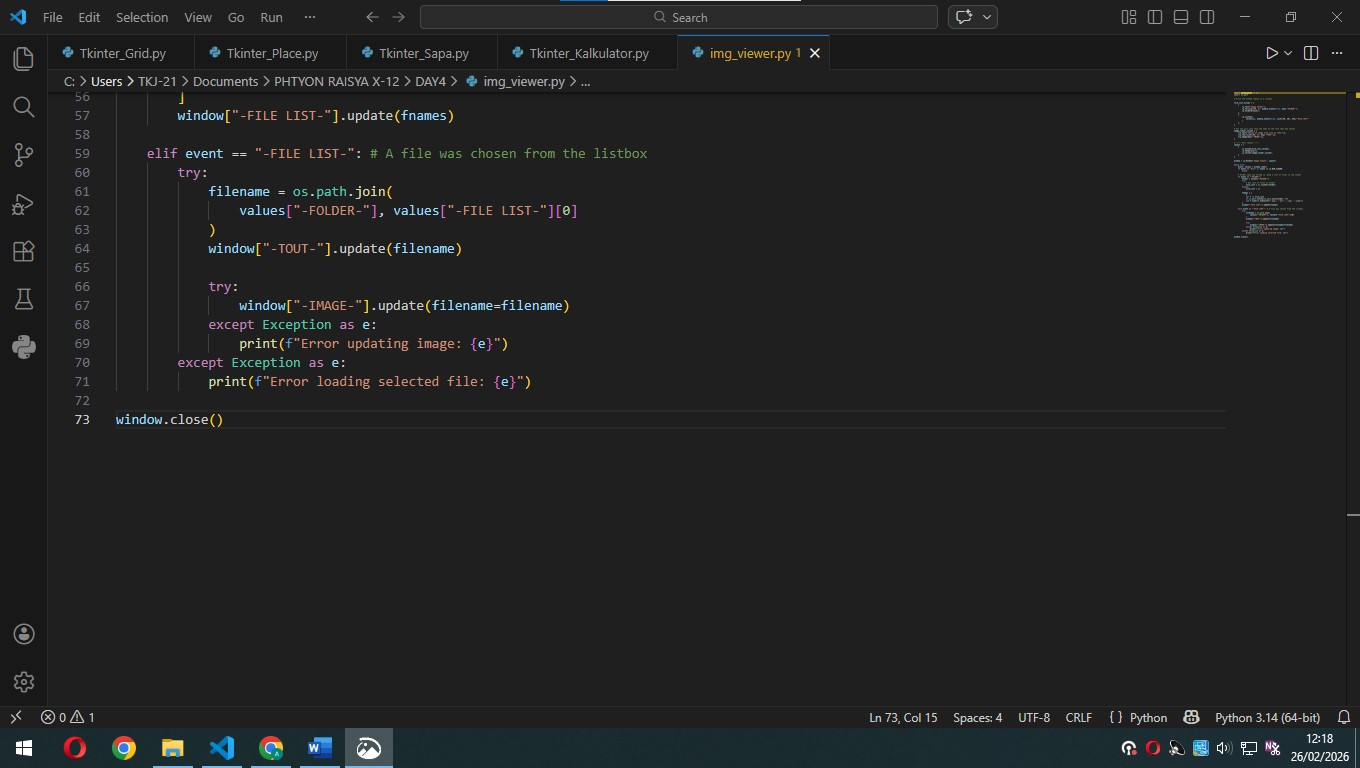 File Edit Selection View Go Run ··· Search
Tkinter_Grid.py Tkinter_Place.py Tkinter_Sapa.py Tkinter_Kalkulator.py img_viewer.py 1
C: > Users > TKJ-21 > Documents > PHTYON RAISYA X-12 > DAY4 > img_viewer.py > ...
56 ]
57 window["-FILE LIST-"].update(fnames)
58
59 elif event == "-FILE LIST-": # A file was chosen from the listbox
60 try:
61 filename = os.path.join(
62 values["-FOLDER-"], values["-FILE LIST-"][0]
63 )
64 window["-TOUT-"].update(filename)
65
66 try:
67 window["-IMAGE-"].update(filename=filename)
68 except Exception as e:
69 print(f"Error updating image: {e}")
70 except Exception as e:
71 print(f"Error loading selected file: {e}")
72
73 window.close()
0 1 Ln 73, Col 15 Spaces: 4 UTF-8 CRLF { } Python Python 3.14 (64-bit)
12:18
26/02/2026